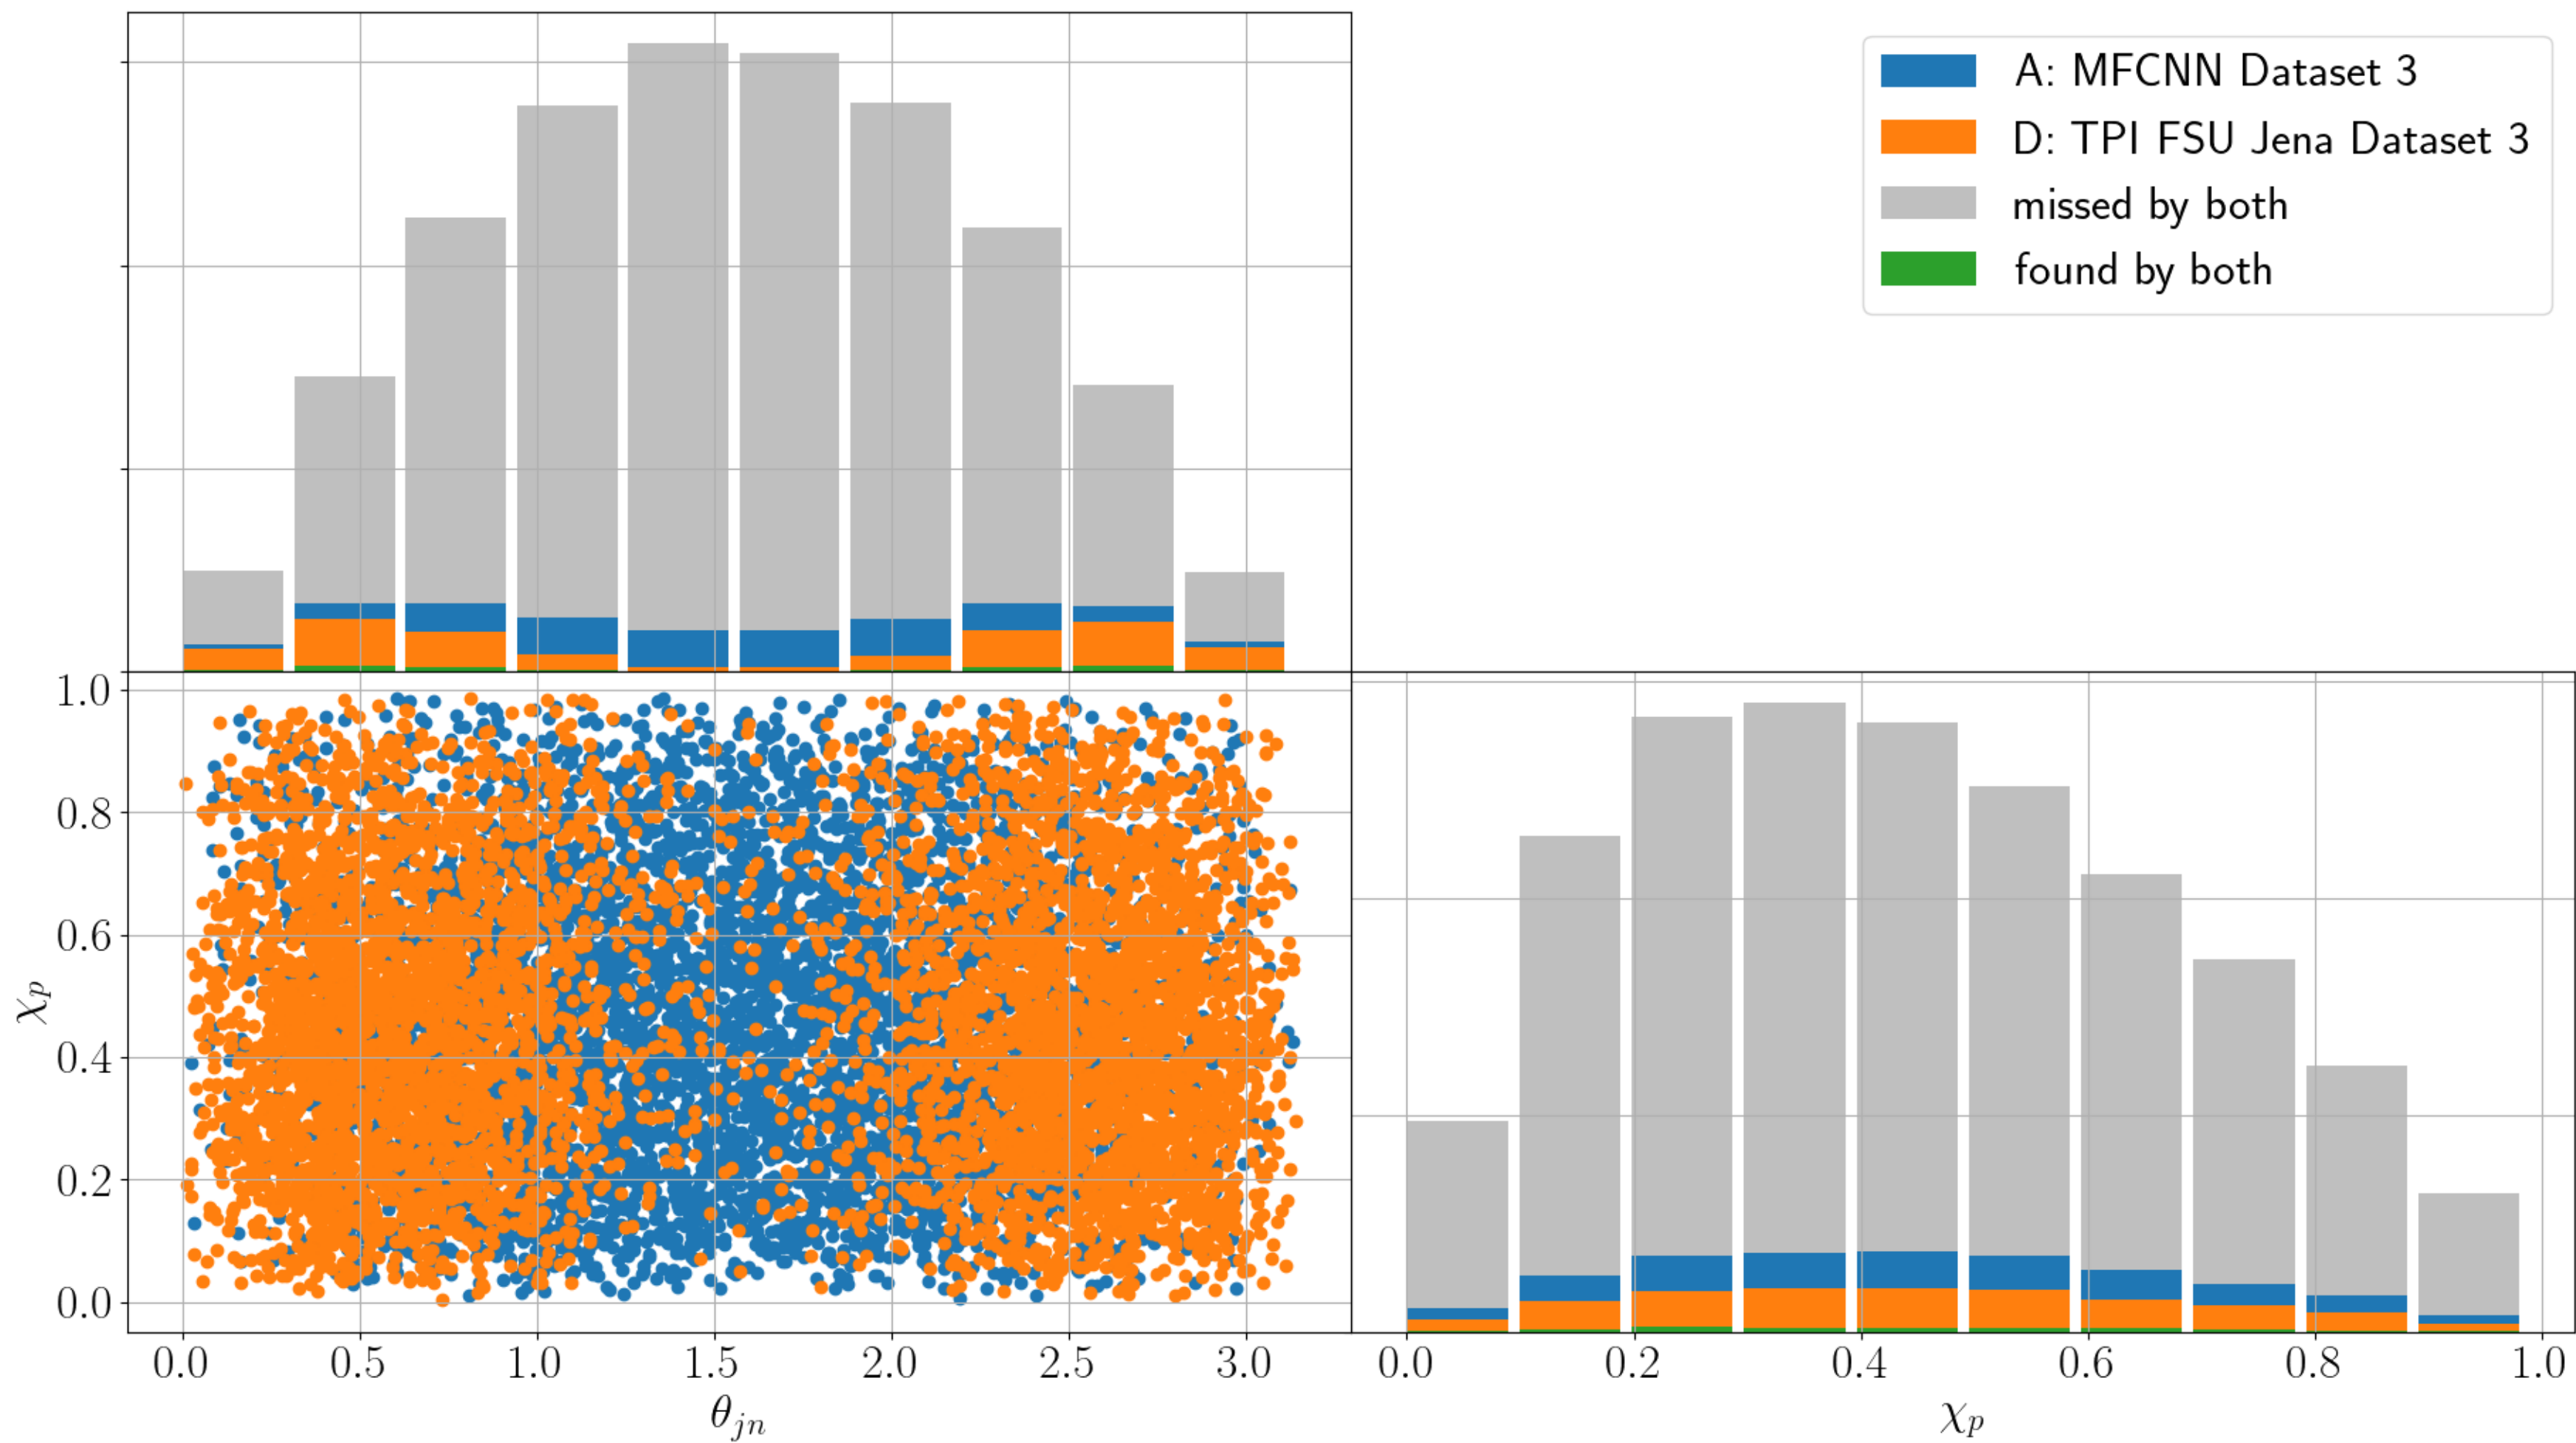 A: MFCNN Dataset 3
D: TPI FSU Jena Dataset 3
missed by both
found by both
1.0
0.8
0.6
0.4
0.2
0.0
χp
0.0 0.5 1.0 1.5 2.0 2.5 3.0
θjn
0.0 0.2 0.4 0.6 0.8 1.0
χp